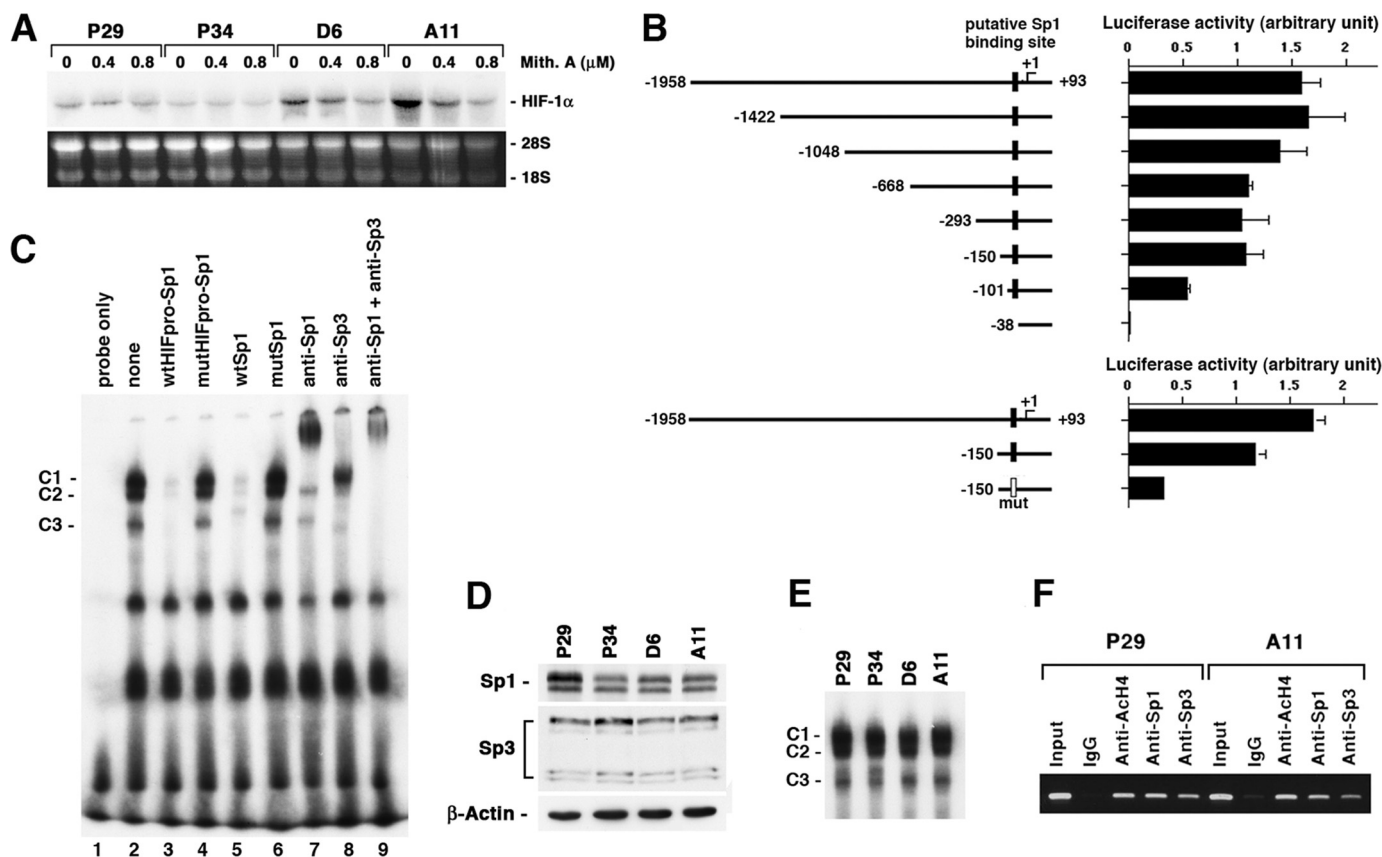 A
P29 P34 D6 A11
0 0.4 0.8 0 0.4 0.8 0 0.4 0.8 0 0.4 0.8 Mith. A (μM)
- HIF-1α
- 28S
- 18S
B
putative Sp1
binding site
Luciferase activity (arbitrary unit)
0 0.5 1 1.5 2
+1
-1958 +93
-1422
-1048
-668
-293
-150
-101
-38
Luciferase activity (arbitrary unit)
0 0.5 1 1.5 2
+1
-1958 +93
-150
-150
mut
C
probe only
none
wtHIFpro-Sp1
mutHIFpro-Sp1
wtSp1
mutSp1
anti-Sp1
anti-Sp3
anti-Sp1 + anti-Sp3
C1 -
C2 -
C3 -
1 2 3 4 5 6 7 8 9
D
P29 P34 D6 A11
Sp1 -
Sp3
β-Actin -
E
P29 P34 D6 A11
C1 -
C2 -
C3 -
F
P29 A11
Input IgG Anti-AcH4 Anti-Sp1 Anti-Sp3 Input IgG Anti-AcH4 Anti-Sp1 Anti-Sp3